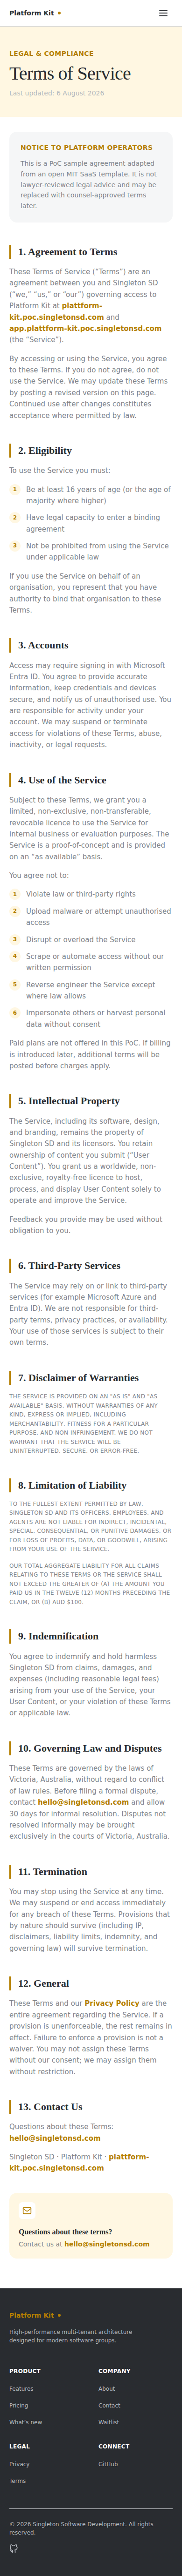 Platform Kit
LEGAL & COMPLIANCE
Terms of Service
Last updated: 6 August 2026
NOTICE TO PLATFORM OPERATORS
This is a PoC sample agreement adapted
from an open MIT SaaS template. It is not
lawyer-reviewed legal advice and may be
replaced with counsel-approved terms
later.
1. Agreement to Terms
These Terms of Service (“Terms”) are an
agreement between you and Singleton SD
(“we,” “us,” or “our”) governing access to
Platform Kit at plattform-
kit.poc.singletonsd.com and
app.plattform-kit.poc.singletonsd.com
(the “Service”).
By accessing or using the Service, you agree
to these Terms. If you do not agree, do not
use the Service. We may update these Terms
by posting a revised version on this page.
Continued use after changes constitutes
acceptance where permitted by law.
2. Eligibility
To use the Service you must:
1 Be at least 16 years of age (or the age of
majority where higher)
2 Have legal capacity to enter a binding
agreement
3 Not be prohibited from using the Service
under applicable law
If you use the Service on behalf of an
organisation, you represent that you have
authority to bind that organisation to these
Terms.
3. Accounts
Access may require signing in with Microsoft
Entra ID. You agree to provide accurate
information, keep credentials and devices
secure, and notify us of unauthorised use. You
are responsible for activity under your
account. We may suspend or terminate
access for violations of these Terms, abuse,
inactivity, or legal requests.
4. Use of the Service
Subject to these Terms, we grant you a
limited, non-exclusive, non-transferable,
revocable licence to use the Service for
internal business or evaluation purposes. The
Service is a proof-of-concept and is provided
on an “as available” basis.
You agree not to:
1 Violate law or third-party rights
2 Upload malware or attempt unauthorised
access
3 Disrupt or overload the Service
4 Scrape or automate access without our
written permission
5 Reverse engineer the Service except
where law allows
6 Impersonate others or harvest personal
data without consent
Paid plans are not offered in this PoC. If billing
is introduced later, additional terms will be
posted before charges apply.
5. Intellectual Property
The Service, including its software, design,
and branding, remains the property of
Singleton SD and its licensors. You retain
ownership of content you submit (“User
Content”). You grant us a worldwide, non-
exclusive, royalty-free licence to host,
process, and display User Content solely to
operate and improve the Service.
Feedback you provide may be used without
obligation to you.
6. Third-Party Services
The Service may rely on or link to third-party
services (for example Microsoft Azure and
Entra ID). We are not responsible for third-
party terms, privacy practices, or availability.
Your use of those services is subject to their
own terms.
7. Disclaimer of Warranties
THE SERVICE IS PROVIDED ON AN “AS IS” AND “AS
AVAILABLE” BASIS, WITHOUT WARRANTIES OF ANY
KIND, EXPRESS OR IMPLIED, INCLUDING
MERCHANTABILITY, FITNESS FOR A PARTICULAR
PURPOSE, AND NON-INFRINGEMENT. WE DO NOT
WARRANT THAT THE SERVICE WILL BE
UNINTERRUPTED, SECURE, OR ERROR-FREE.
8. Limitation of Liability
TO THE FULLEST EXTENT PERMITTED BY LAW,
SINGLETON SD AND ITS OFFICERS, EMPLOYEES, AND
AGENTS ARE NOT LIABLE FOR INDIRECT, INCIDENTAL,
SPECIAL, CONSEQUENTIAL, OR PUNITIVE DAMAGES, OR
FOR LOSS OF PROFITS, DATA, OR GOODWILL, ARISING
FROM YOUR USE OF THE SERVICE.
OUR TOTAL AGGREGATE LIABILITY FOR ALL CLAIMS
RELATING TO THESE TERMS OR THE SERVICE SHALL
NOT EXCEED THE GREATER OF (A) THE AMOUNT YOU
PAID US IN THE TWELVE (12) MONTHS PRECEDING THE
CLAIM, OR (B) AUD $100.
9. Indemnification
You agree to indemnify and hold harmless
Singleton SD from claims, damages, and
expenses (including reasonable legal fees)
arising from your use of the Service, your
User Content, or your violation of these Terms
or applicable law.
10. Governing Law and Disputes
These Terms are governed by the laws of
Victoria, Australia, without regard to conflict
of law rules. Before filing a formal dispute,
contact hello@singletonsd.com and allow
30 days for informal resolution. Disputes not
resolved informally may be brought
exclusively in the courts of Victoria, Australia.
11. Termination
You may stop using the Service at any time.
We may suspend or end access immediately
for any breach of these Terms. Provisions that
by nature should survive (including IP,
disclaimers, liability limits, indemnity, and
governing law) will survive termination.
12. General
These Terms and our Privacy Policy are the
entire agreement regarding the Service. If a
provision is unenforceable, the rest remains in
effect. Failure to enforce a provision is not a
waiver. You may not assign these Terms
without our consent; we may assign them
without restriction.
13. Contact Us
Questions about these Terms:
hello@singletonsd.com
Singleton SD · Platform Kit · plattform-
kit.poc.singletonsd.com
Questions about these terms?
Contact us at hello@singletonsd.com
Platform Kit
High-performance multi-tenant architecture
designed for modern software groups.
PRODUCT
Features
Pricing
What's new
COMPANY
About
Contact
Waitlist
LEGAL
Privacy
Terms
CONNECT
GitHub
© 2026 Singleton Software Development. All rights
reserved.